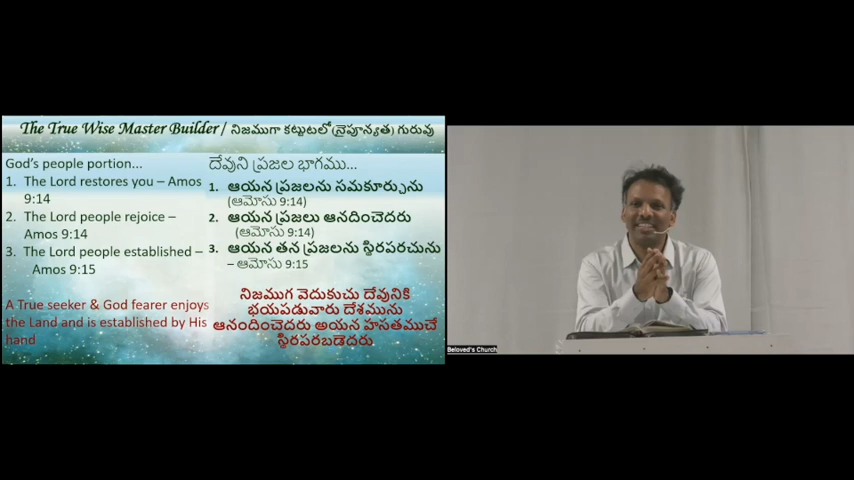 The True Wise Master Builder / నిజముగా కట్టుటలో(నైపూన్యత) గురువు
God's people portion...
1. The Lord restores you – Amos
9:14
2. The Lord people rejoice –
Amos 9:14
3. The Lord people established –
Amos 9:15
A True seeker & God fearer enjoys
the Land and is established by His
hand
దేవుని ప్రజల భాగము...
1. ఆయన ప్రజలను సమకూర్చును
(ఆమోసు 9:14)
2. ఆయన ప్రజలు ఆనదించెదరు
(ఆమోసు 9:14)
3. ఆయన తన ప్రజలను స్థిరపరచును
– ఆమోసు 9:15
నిజముగ వెదుకుచు దేవునికి
భయపడువారు దేశమును
ఆనందించెదరు అయన హసతముచే
స్థిరపరబడెదరు
Beloved's Church